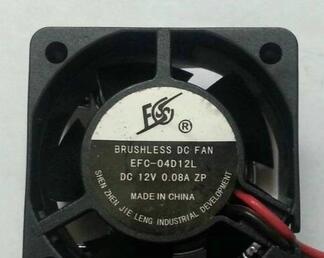 ECS ®
BRUSHLESS DC FAN
EFC-04D12L
DC 12V 0.08A ZP
MADE IN CHINA
SHEN ZHEN JIE LENG INDUSTRIAL DEVELOPMENT